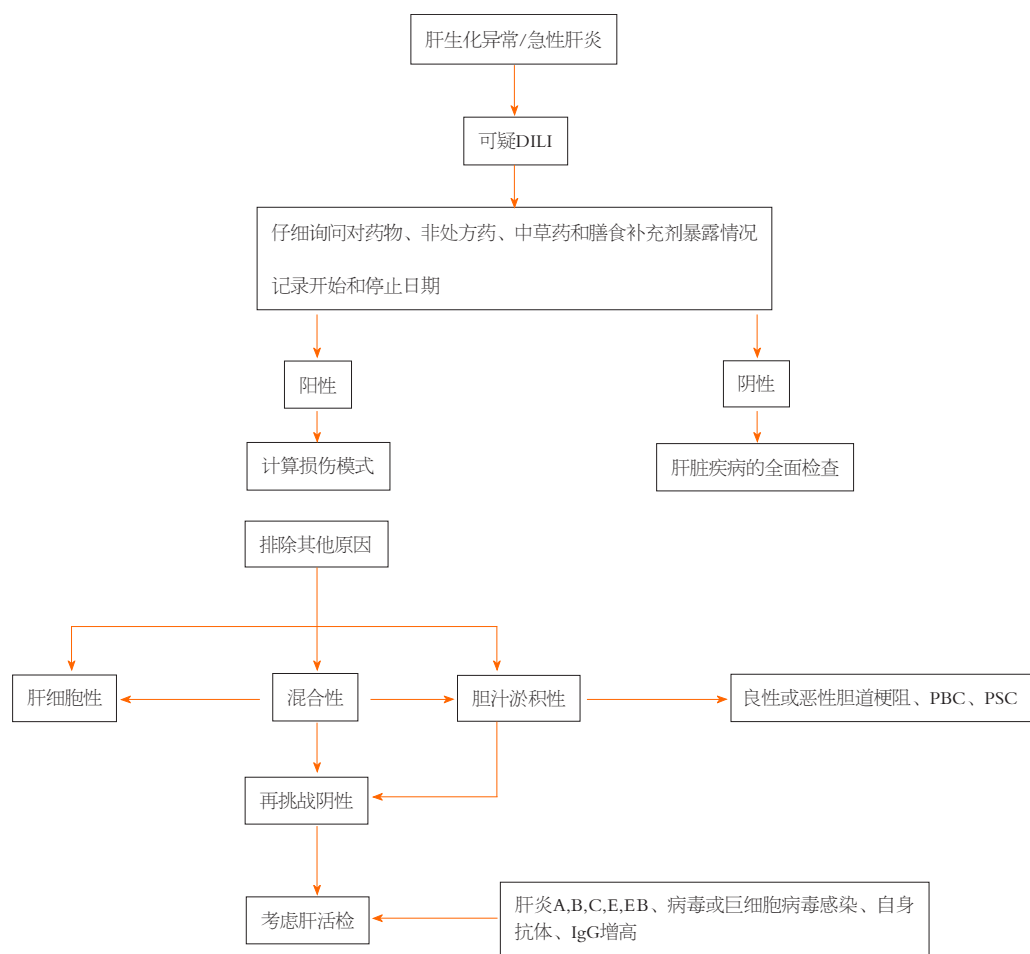 肝生化异常/急性肝炎
可疑DILI
仔细询问对药物、非处方药、中草药和膳食补充剂暴露情况
记录开始和停止日期
阳性
阴性
计算损伤模式
肝脏疾病的全面检查
排除其他原因
肝细胞性
混合性
胆汁淤积性
良性或恶性胆道梗阻、PBC、PSC
再挑战阴性
考虑肝活检
肝炎A,B,C,E,EB、病毒或巨细胞病毒感染、自身
抗体、IgG增高